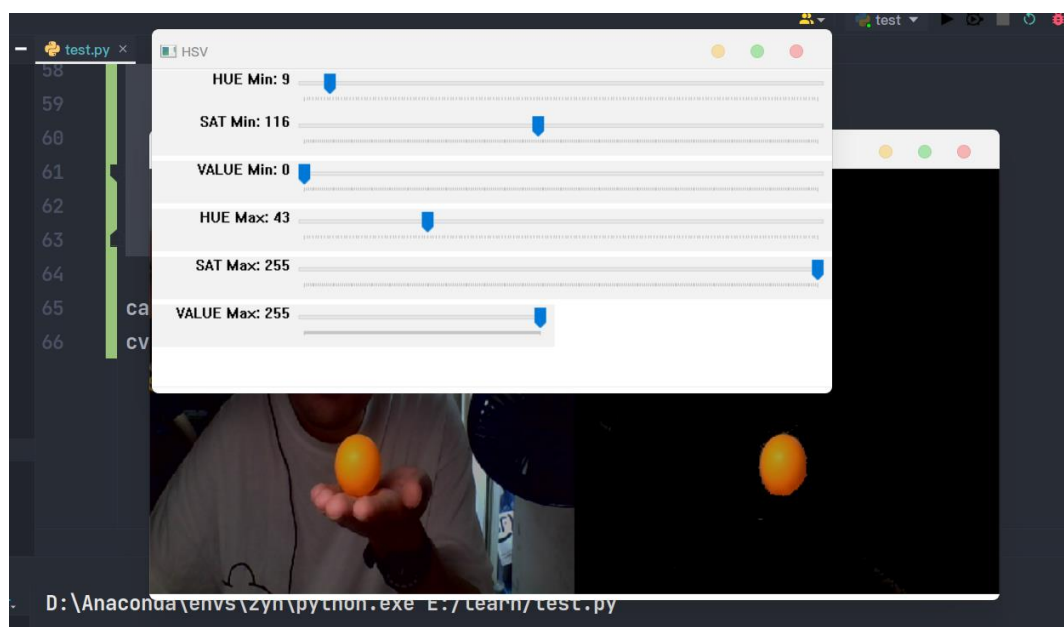 test
test.py ×
HSV
58
59
60
61
62
63
64
65 ca
66 cv
HUE Min: 9
SAT Min: 116
VALUE Min: 0
HUE Max: 43
SAT Max: 255
VALUE Max: 255
D:\Anaconda\envs\zyh\python.exe E:/learn/test.py